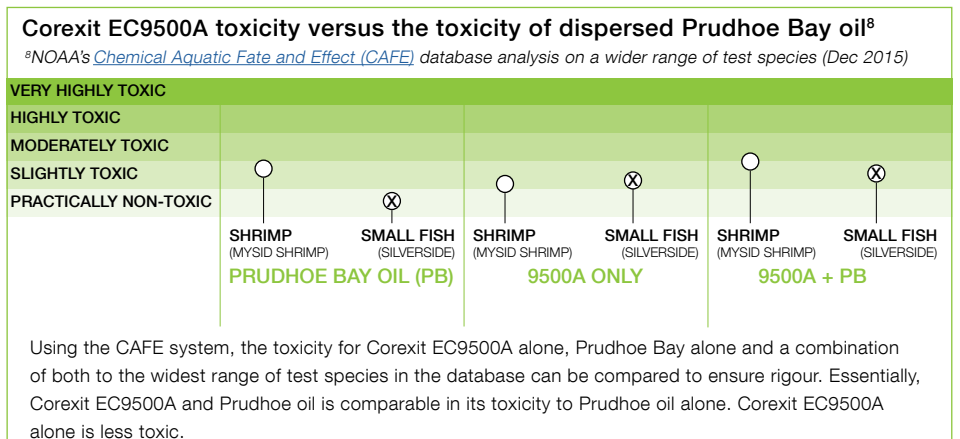 Corexit EC9500A toxicity versus the toxicity of dispersed Prudhoe Bay oil⁸
⁸NOAA's Chemical Aquatic Fate and Effect (CAFE) database analysis on a wider range of test species (Dec 2015)
VERY HIGHLY TOXIC
HIGHLY TOXIC
MODERATELY TOXIC
SLIGHTLY TOXIC
PRACTICALLY NON-TOXIC
X X X
SHRIMP SMALL FISH SHRIMP SMALL FISH SHRIMP SMALL FISH
(MYSID SHRIMP) (SILVERSIDE) (MYSID SHRIMP) (SILVERSIDE) (MYSID SHRIMP) (SILVERSIDE)
PRUDHOE BAY OIL (PB) 9500A ONLY 9500A + PB
Using the CAFE system, the toxicity for Corexit EC9500A alone, Prudhoe Bay alone and a combination
of both to the widest range of test species in the database can be compared to ensure rigour. Essentially,
Corexit EC9500A and Prudhoe oil is comparable in its toxicity to Prudhoe oil alone. Corexit EC9500A
alone is less toxic.